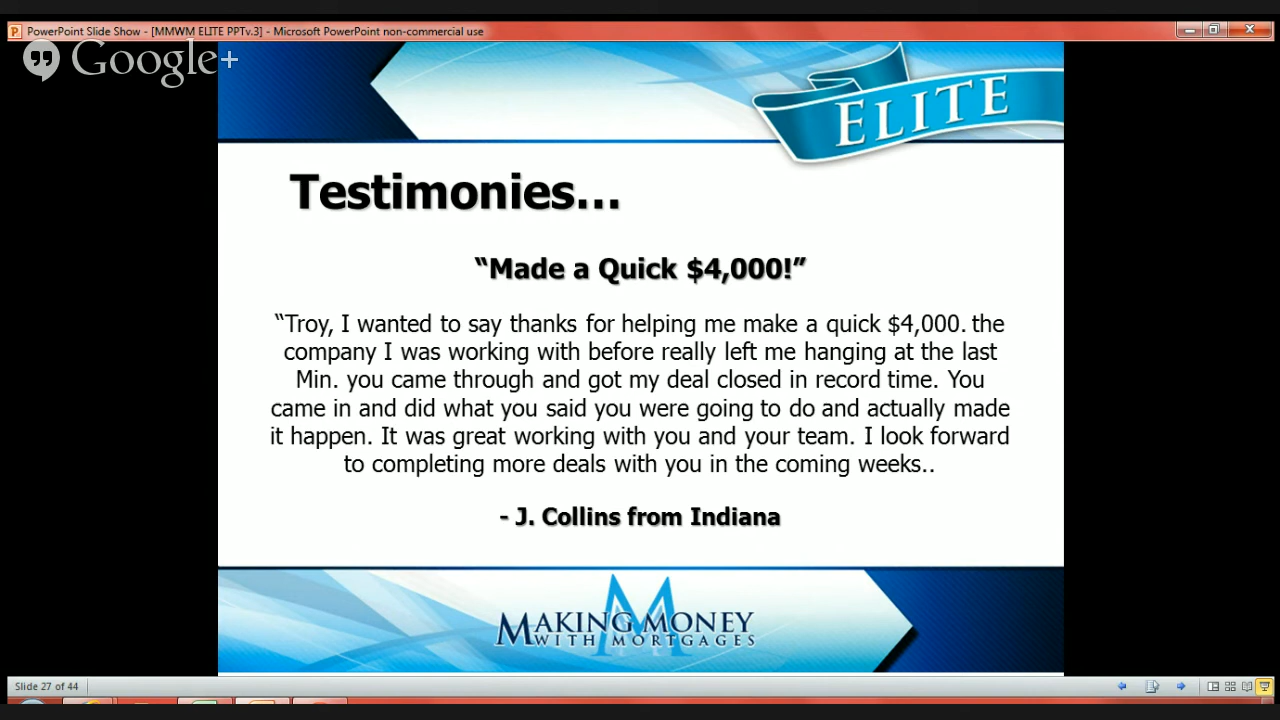 PowerPoint Slide Show - [MMWM ELITE PPTv.3] - Microsoft PowerPoint non-commercial use
Google+
ELITE
Testimonies...
“Made a Quick $4,000!”
“Troy, I wanted to say thanks for helping me make a quick $4,000. the
company I was working with before really left me hanging at the last
Min. you came through and got my deal closed in record time. You
came in and did what you said you were going to do and actually made
it happen. It was great working with you and your team. I look forward
to completing more deals with you in the coming weeks..
- J. Collins from Indiana
M
MAKING MONEY
WITH MORTGAGES
Slide 27 of 44